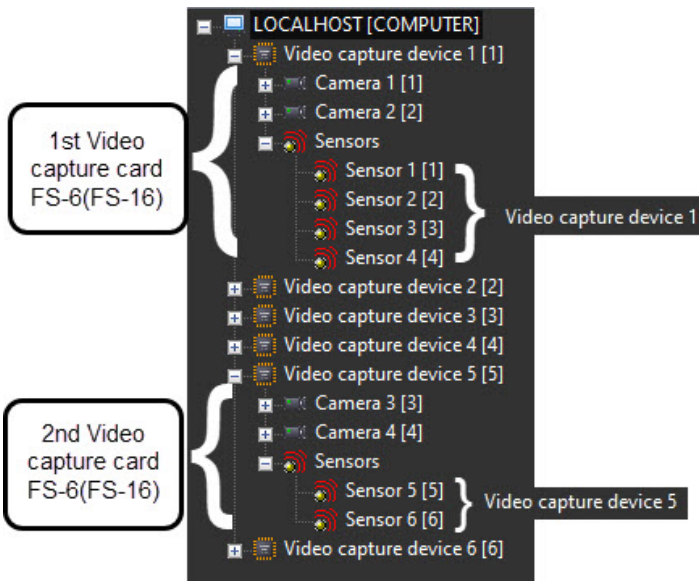 LOCALHOST [COMPUTER]
Video capture device 1 [1]
Camera 1 [1]
Camera 2 [2]
Sensors
Sensor 1 [1]
Sensor 2 [2]
Sensor 3 [3]
Sensor 4 [4]
Video capture device 2 [2]
Video capture device 3 [3]
Video capture device 4 [4]
Video capture device 5 [5]
Camera 3 [3]
Camera 4 [4]
Sensors
Sensor 5 [5]
Sensor 6 [6]
Video capture device 6 [6]
1st Video
capture card
FS-6(FS-16)
2nd Video
capture card
FS-6(FS-16)
Video capture device 1
Video capture device 5